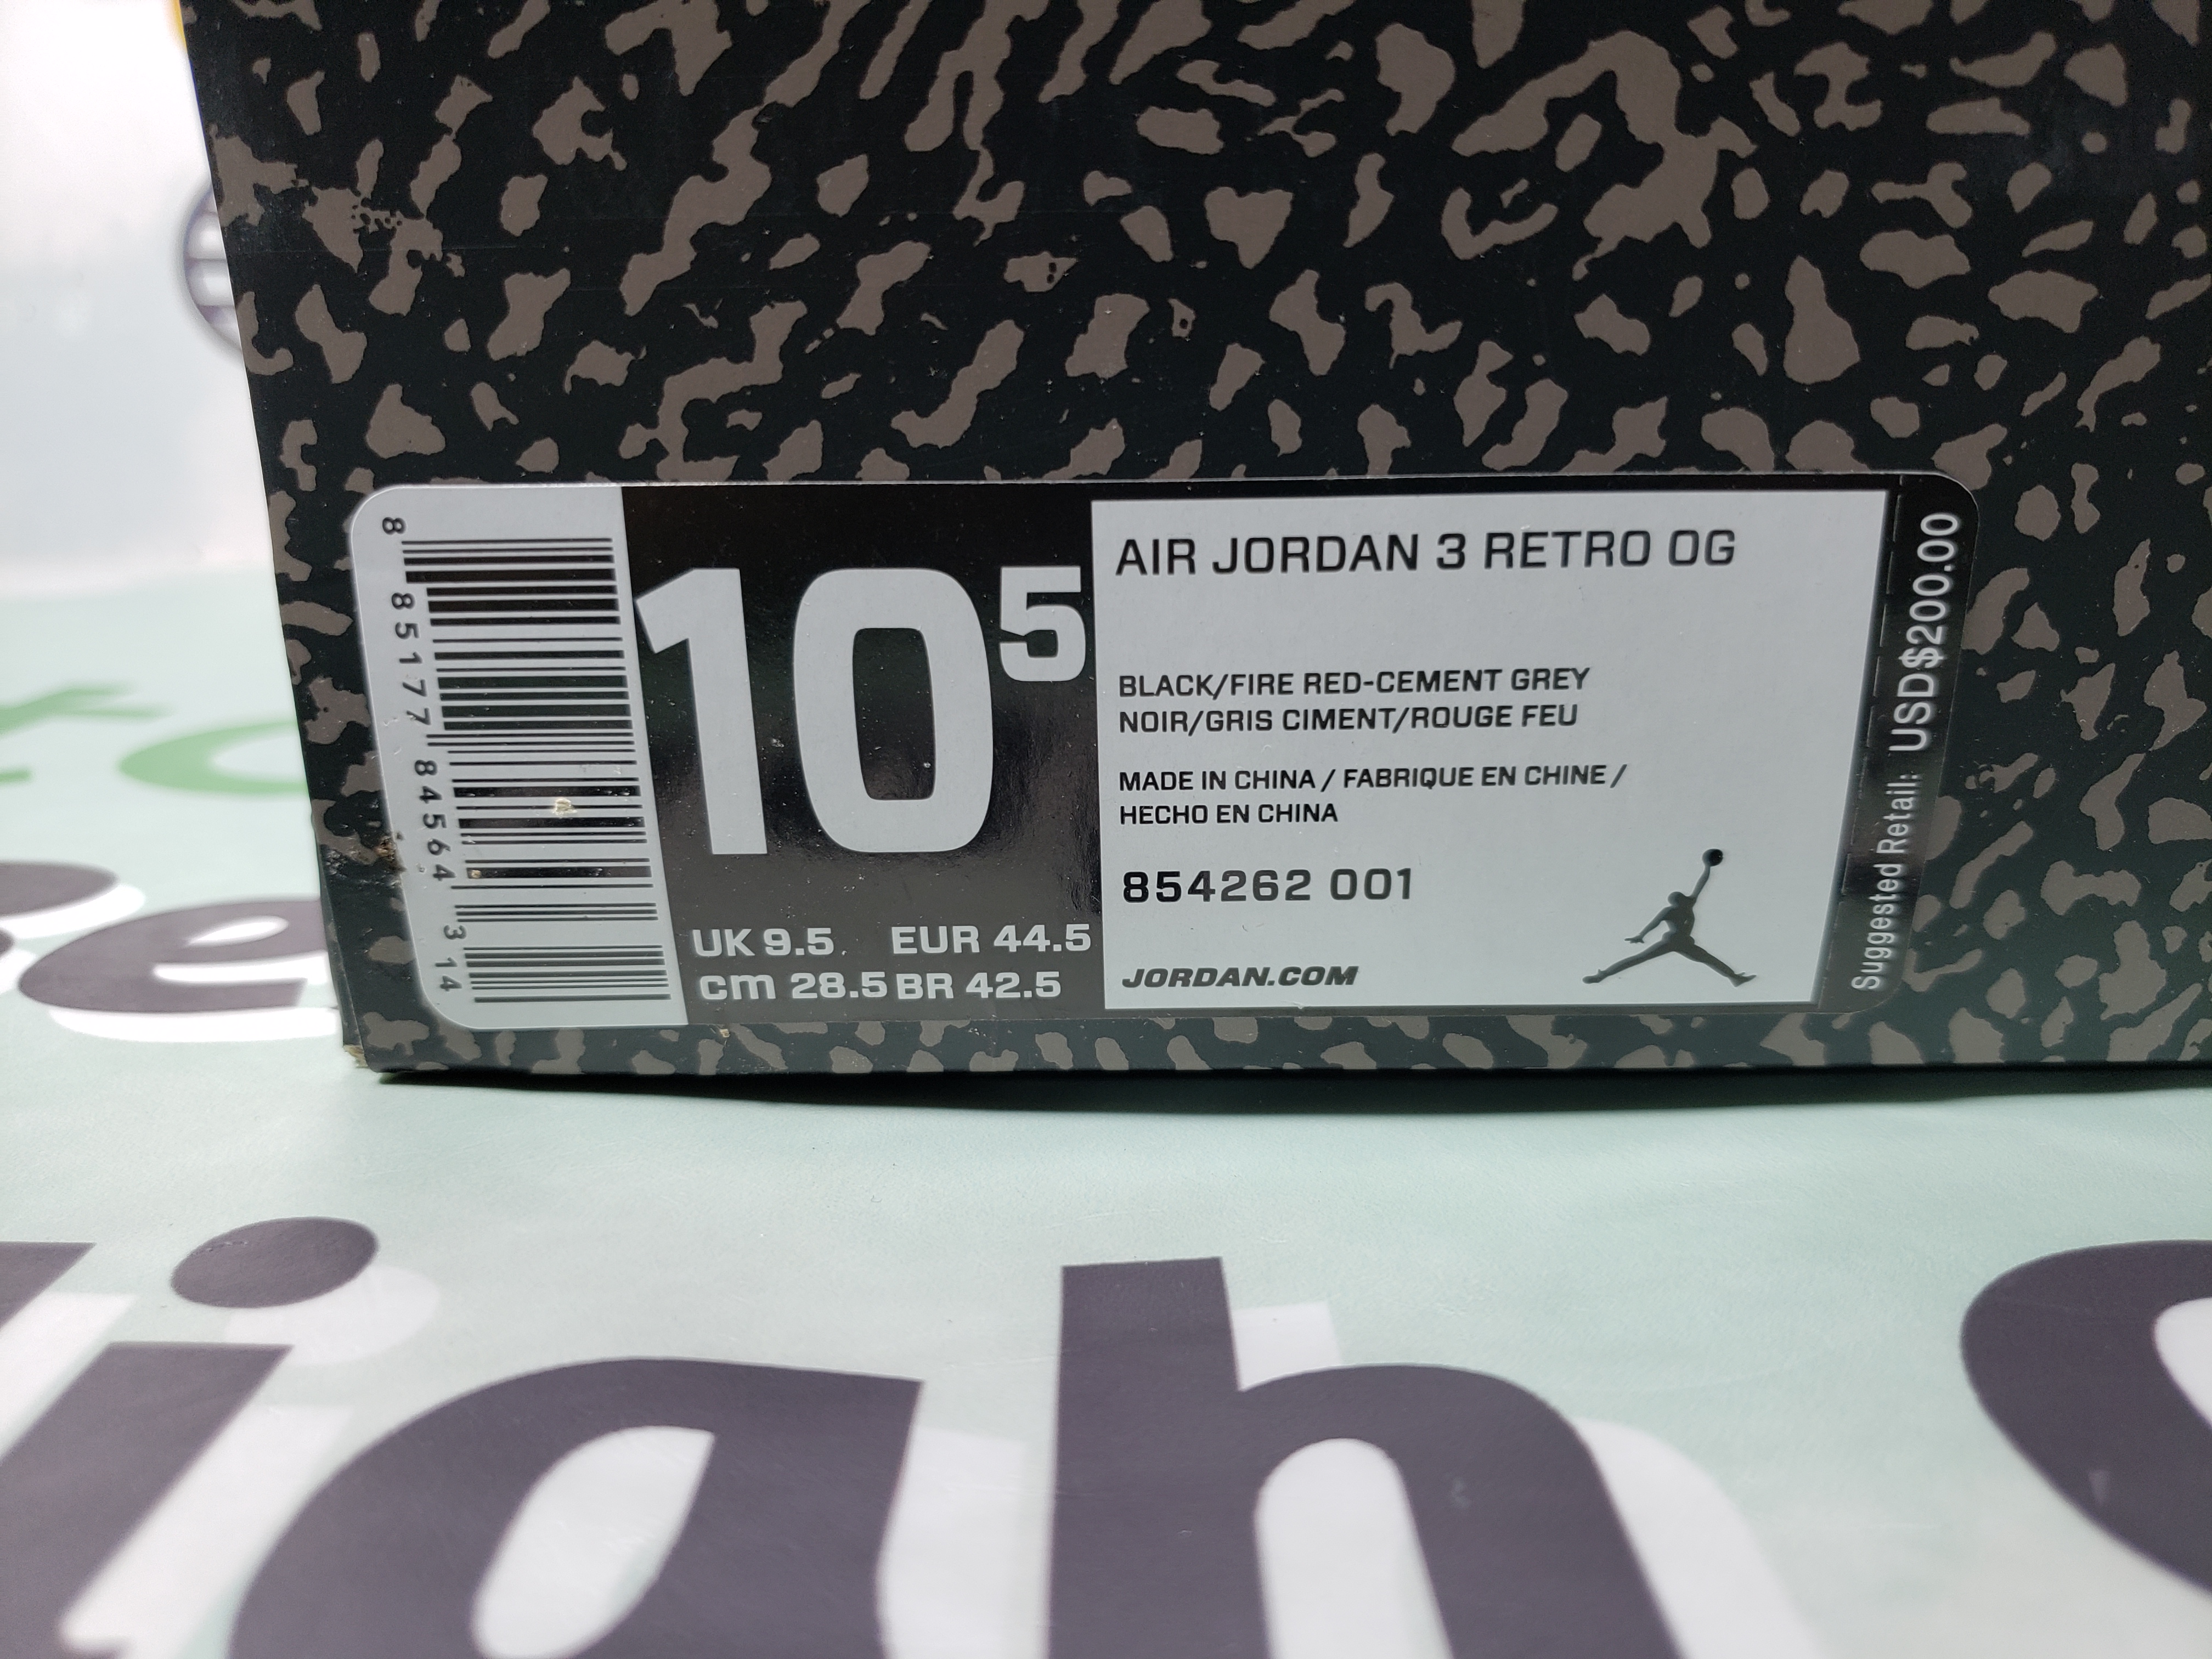 8 85177 84564 3 14
10 5
UK 9.5 EUR 44.5
cm 28.5 BR 42.5
AIR JORDAN 3 RETRO OG
BLACK/FIRE RED-CEMENT GREY
NOIR/GRIS CIMENT/ROUGE FEU
MADE IN CHINA / FABRIQUE EN CHINE /
HECHO EN CHINA
854262 001
JORDAN.COM
Suggested Retail: USD$200.00